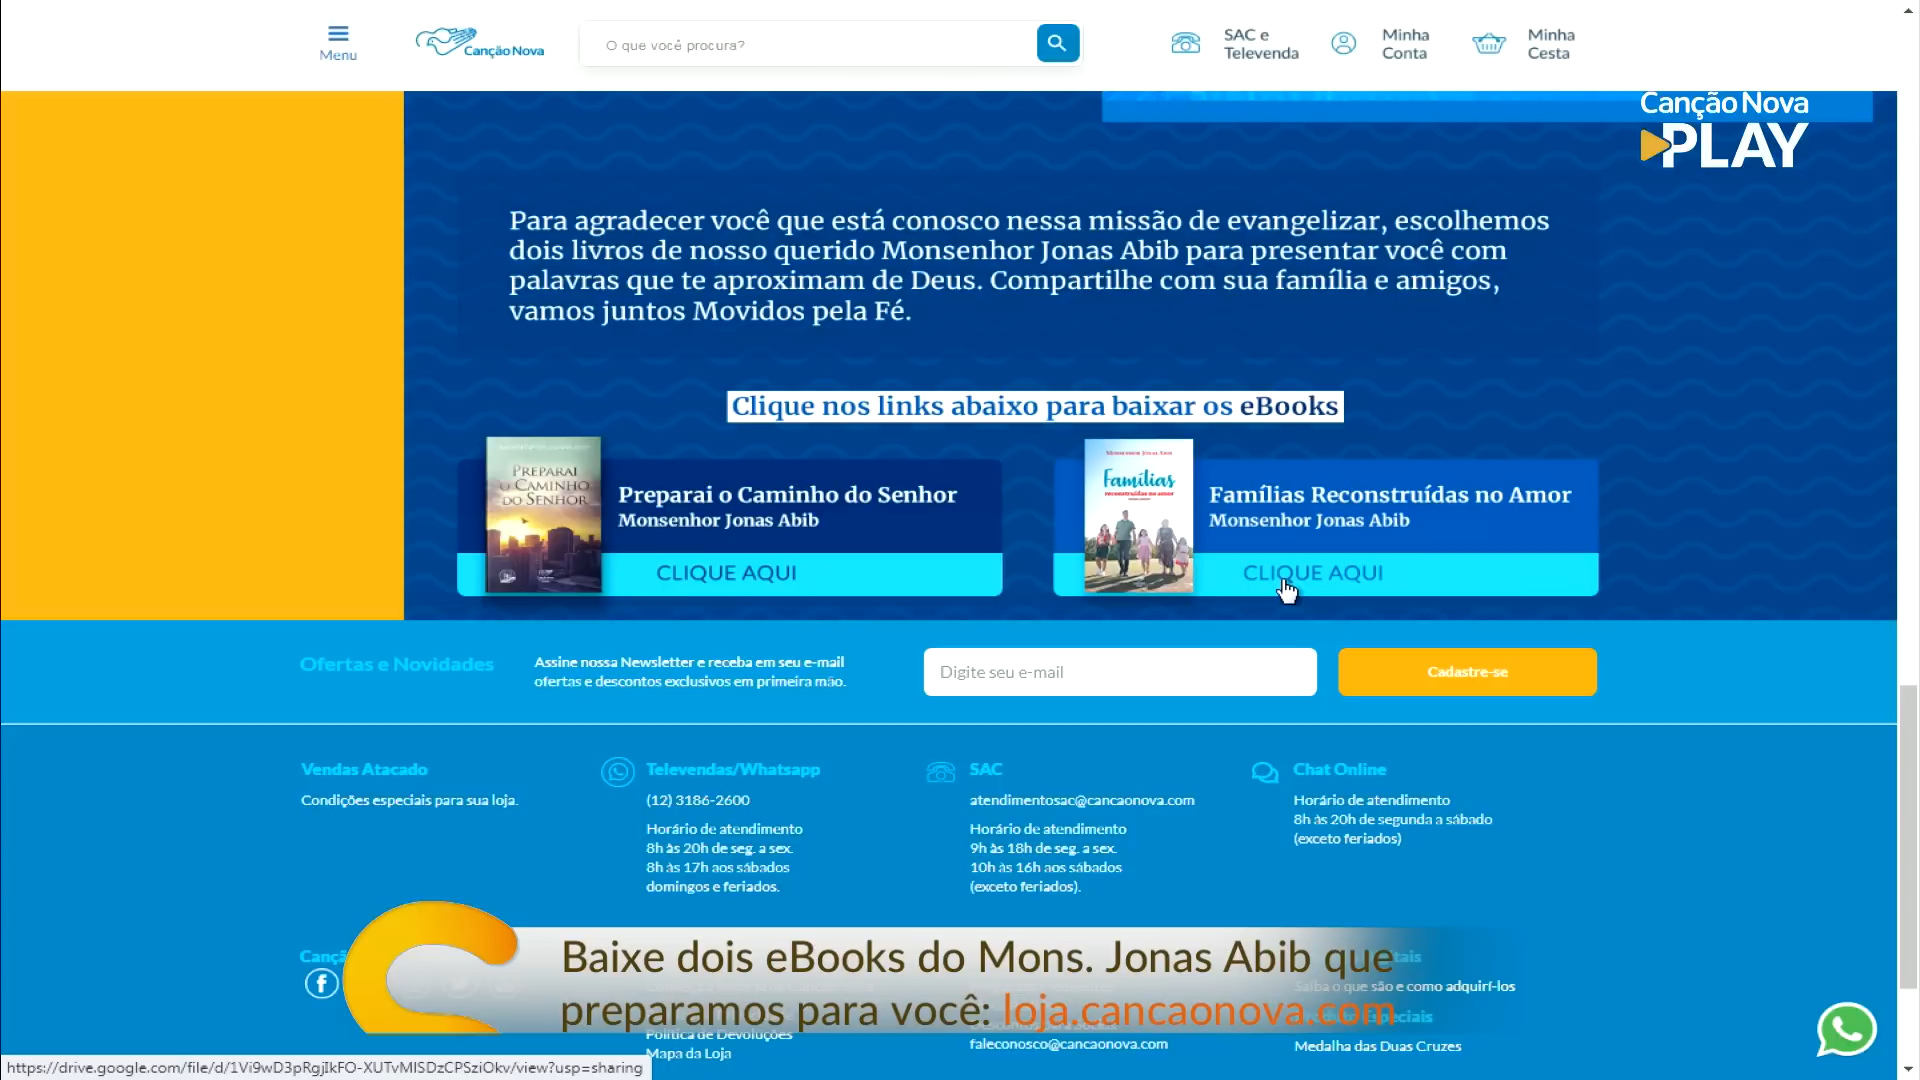 Menu
Canção Nova
O que você procura?
SAC e
Televenda
Minha
Conta
Minha
Cesta
Canção Nova
PLAY
Para agradecer você que está conosco nessa missão de evangelizar, escolhemos
dois livros de nosso querido Monsenhor Jonas Abib para presentar você com
palavras que te aproximam de Deus. Compartilhe com sua família e amigos,
vamos juntos Movidos pela Fé.
Clique nos links abaixo para baixar os eBooks
PREPARAI
O CAMINHO
DO SENHOR
Preparai o Caminho do Senhor
Monsenhor Jonas Abib
CLIQUE AQUI
Monsenhor Jonas Abib
Famílias
reconstruídas no amor
Famílias Reconstruídas no Amor
Monsenhor Jonas Abib
CLIQUE AQUI
Ofertas e Novidades
Assine nossa Newsletter e receba em seu e-mail
ofertas e descontos exclusivos em primeira mão.
Digite seu e-mail
Cadastre-se
Vendas Atacado
Condições especiais para sua loja.
Televendas/Whatsapp
(12) 3186-2600
Horário de atendimento
8h às 20h de seg. a sex.
8h às 17h aos sábados
domingos e feriados.
SAC
atendimentosac@cancaonova.com
Horário de atendimento
9h às 18h de seg. a sex.
10h às 16h aos sábados
(exceto feriados).
Chat Online
Horário de atendimento
8h às 20h de segunda a sábado
(exceto feriados)
Baixe dois eBooks do Mons. Jonas Abib que
preparamos para você: loja.cancaonova.com
Saiba o que são e como adquirí-los
Política de Devoluções
Mapa da Loja
faleconosco@cancaonova.com
Medalha das Duas Cruzes
https://drive.google.com/file/d/1Vi9wD3pRgjIkFO-XUTvMISDzCPSziOkv/view?usp=sharing